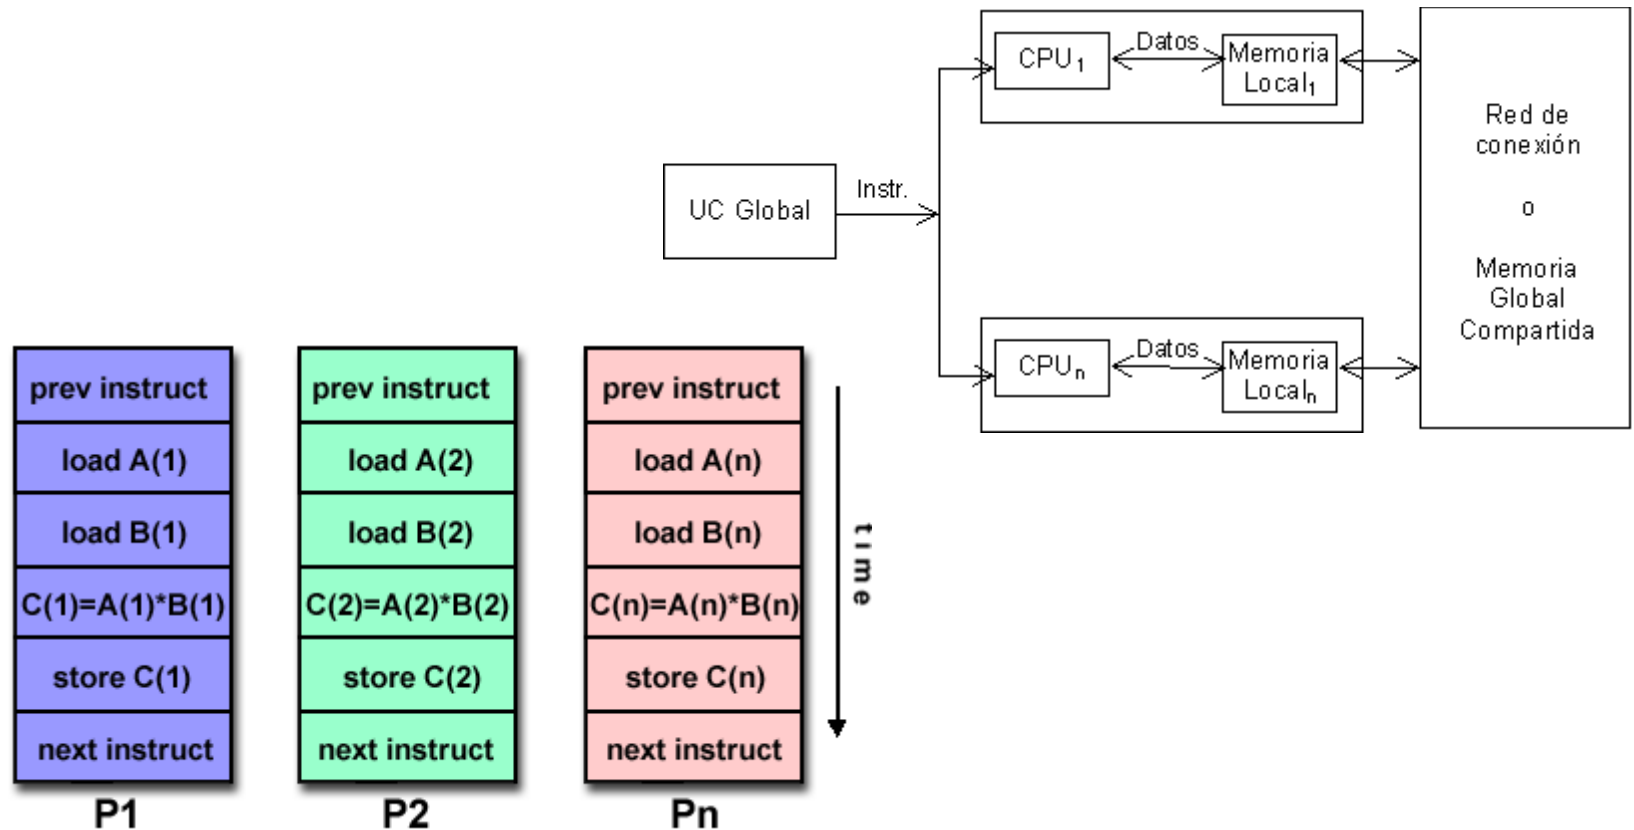 CPU1
Datos
Memoria
Local1
Red de
conexión
o
Memoria
Global
Compartida
UC Global
Instr.
CPUn
Datos
Memoria
Localn
prev instruct
load A(1)
load B(1)
C(1)=A(1)*B(1)
store C(1)
next instruct
P1
prev instruct
load A(2)
load B(2)
C(2)=A(2)*B(2)
store C(2)
next instruct
P2
prev instruct
load A(n)
load B(n)
C(n)=A(n)*B(n)
store C(n)
next instruct
Pn
time